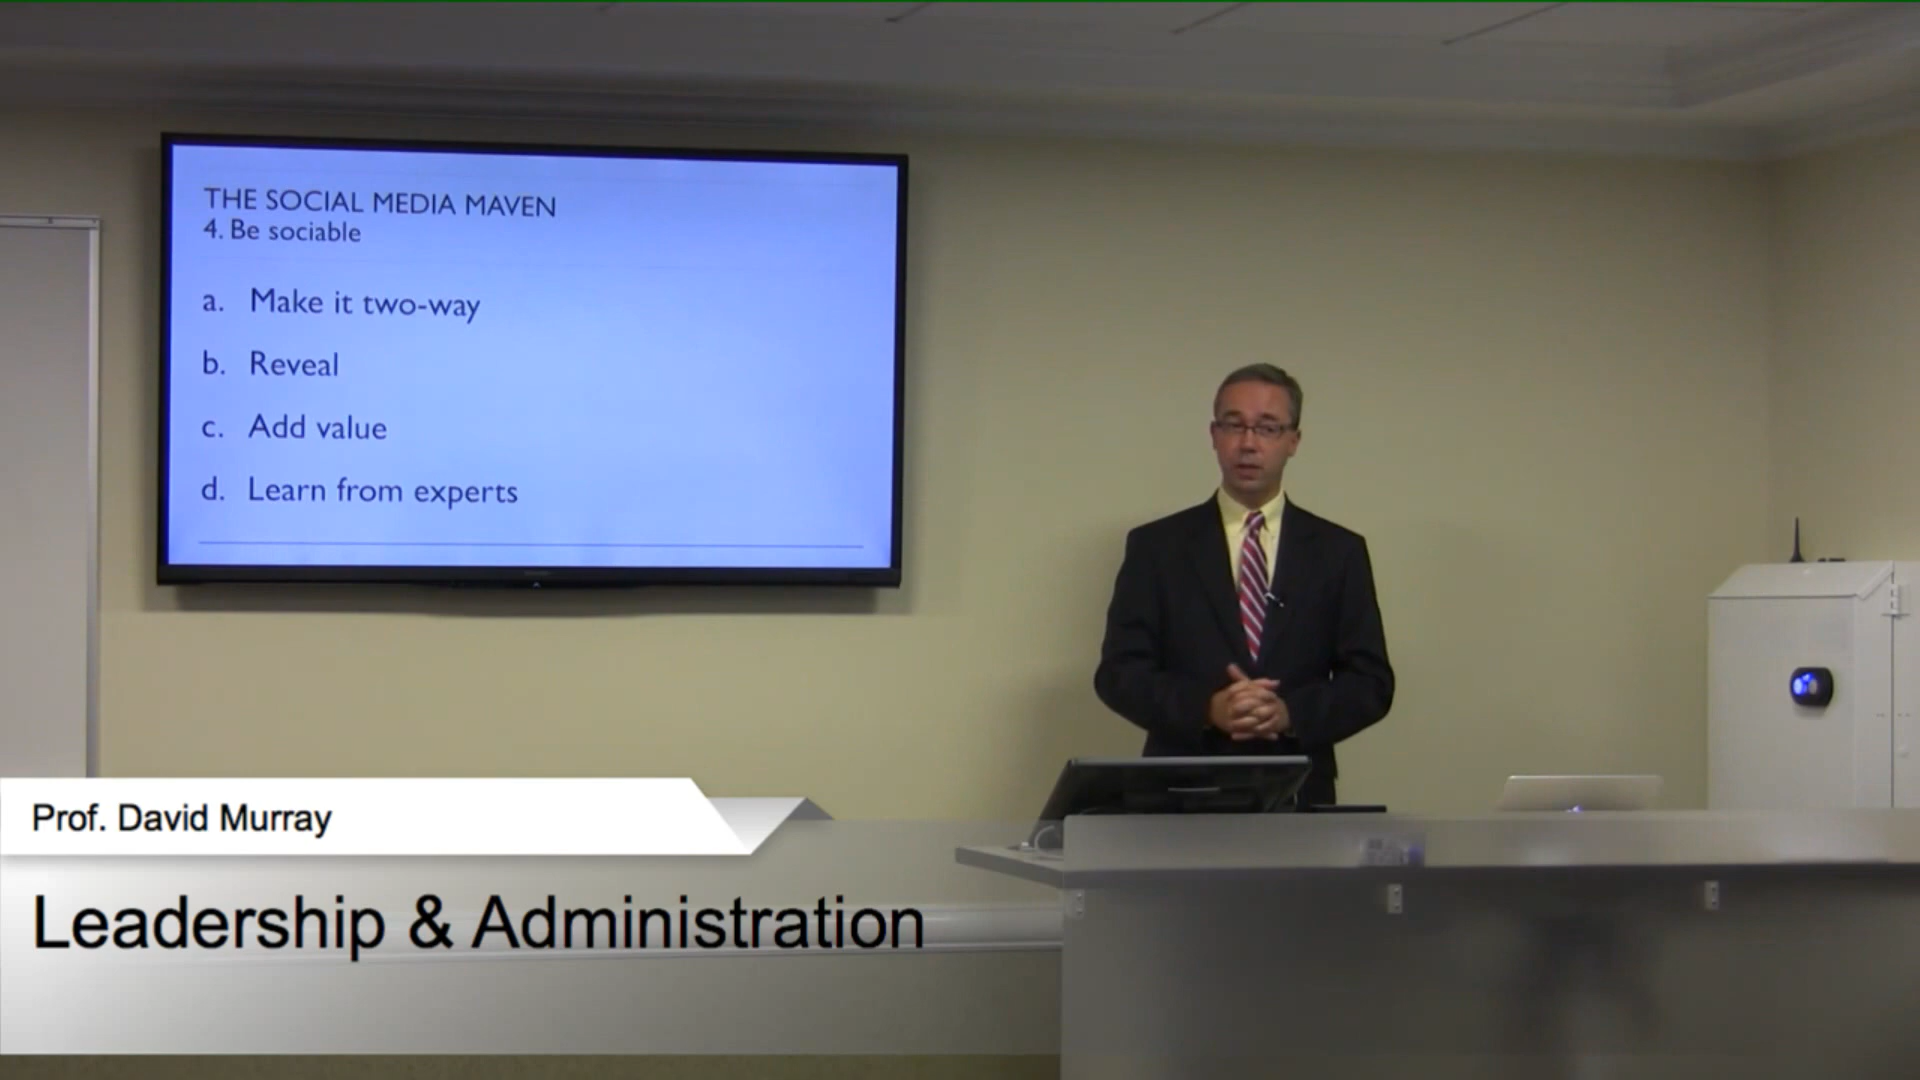 THE SOCIAL MEDIA MAVEN
4. Be sociable
a. Make it two-way
b. Reveal
c. Add value
d. Learn from experts
Prof. David Murray
Leadership & Administration